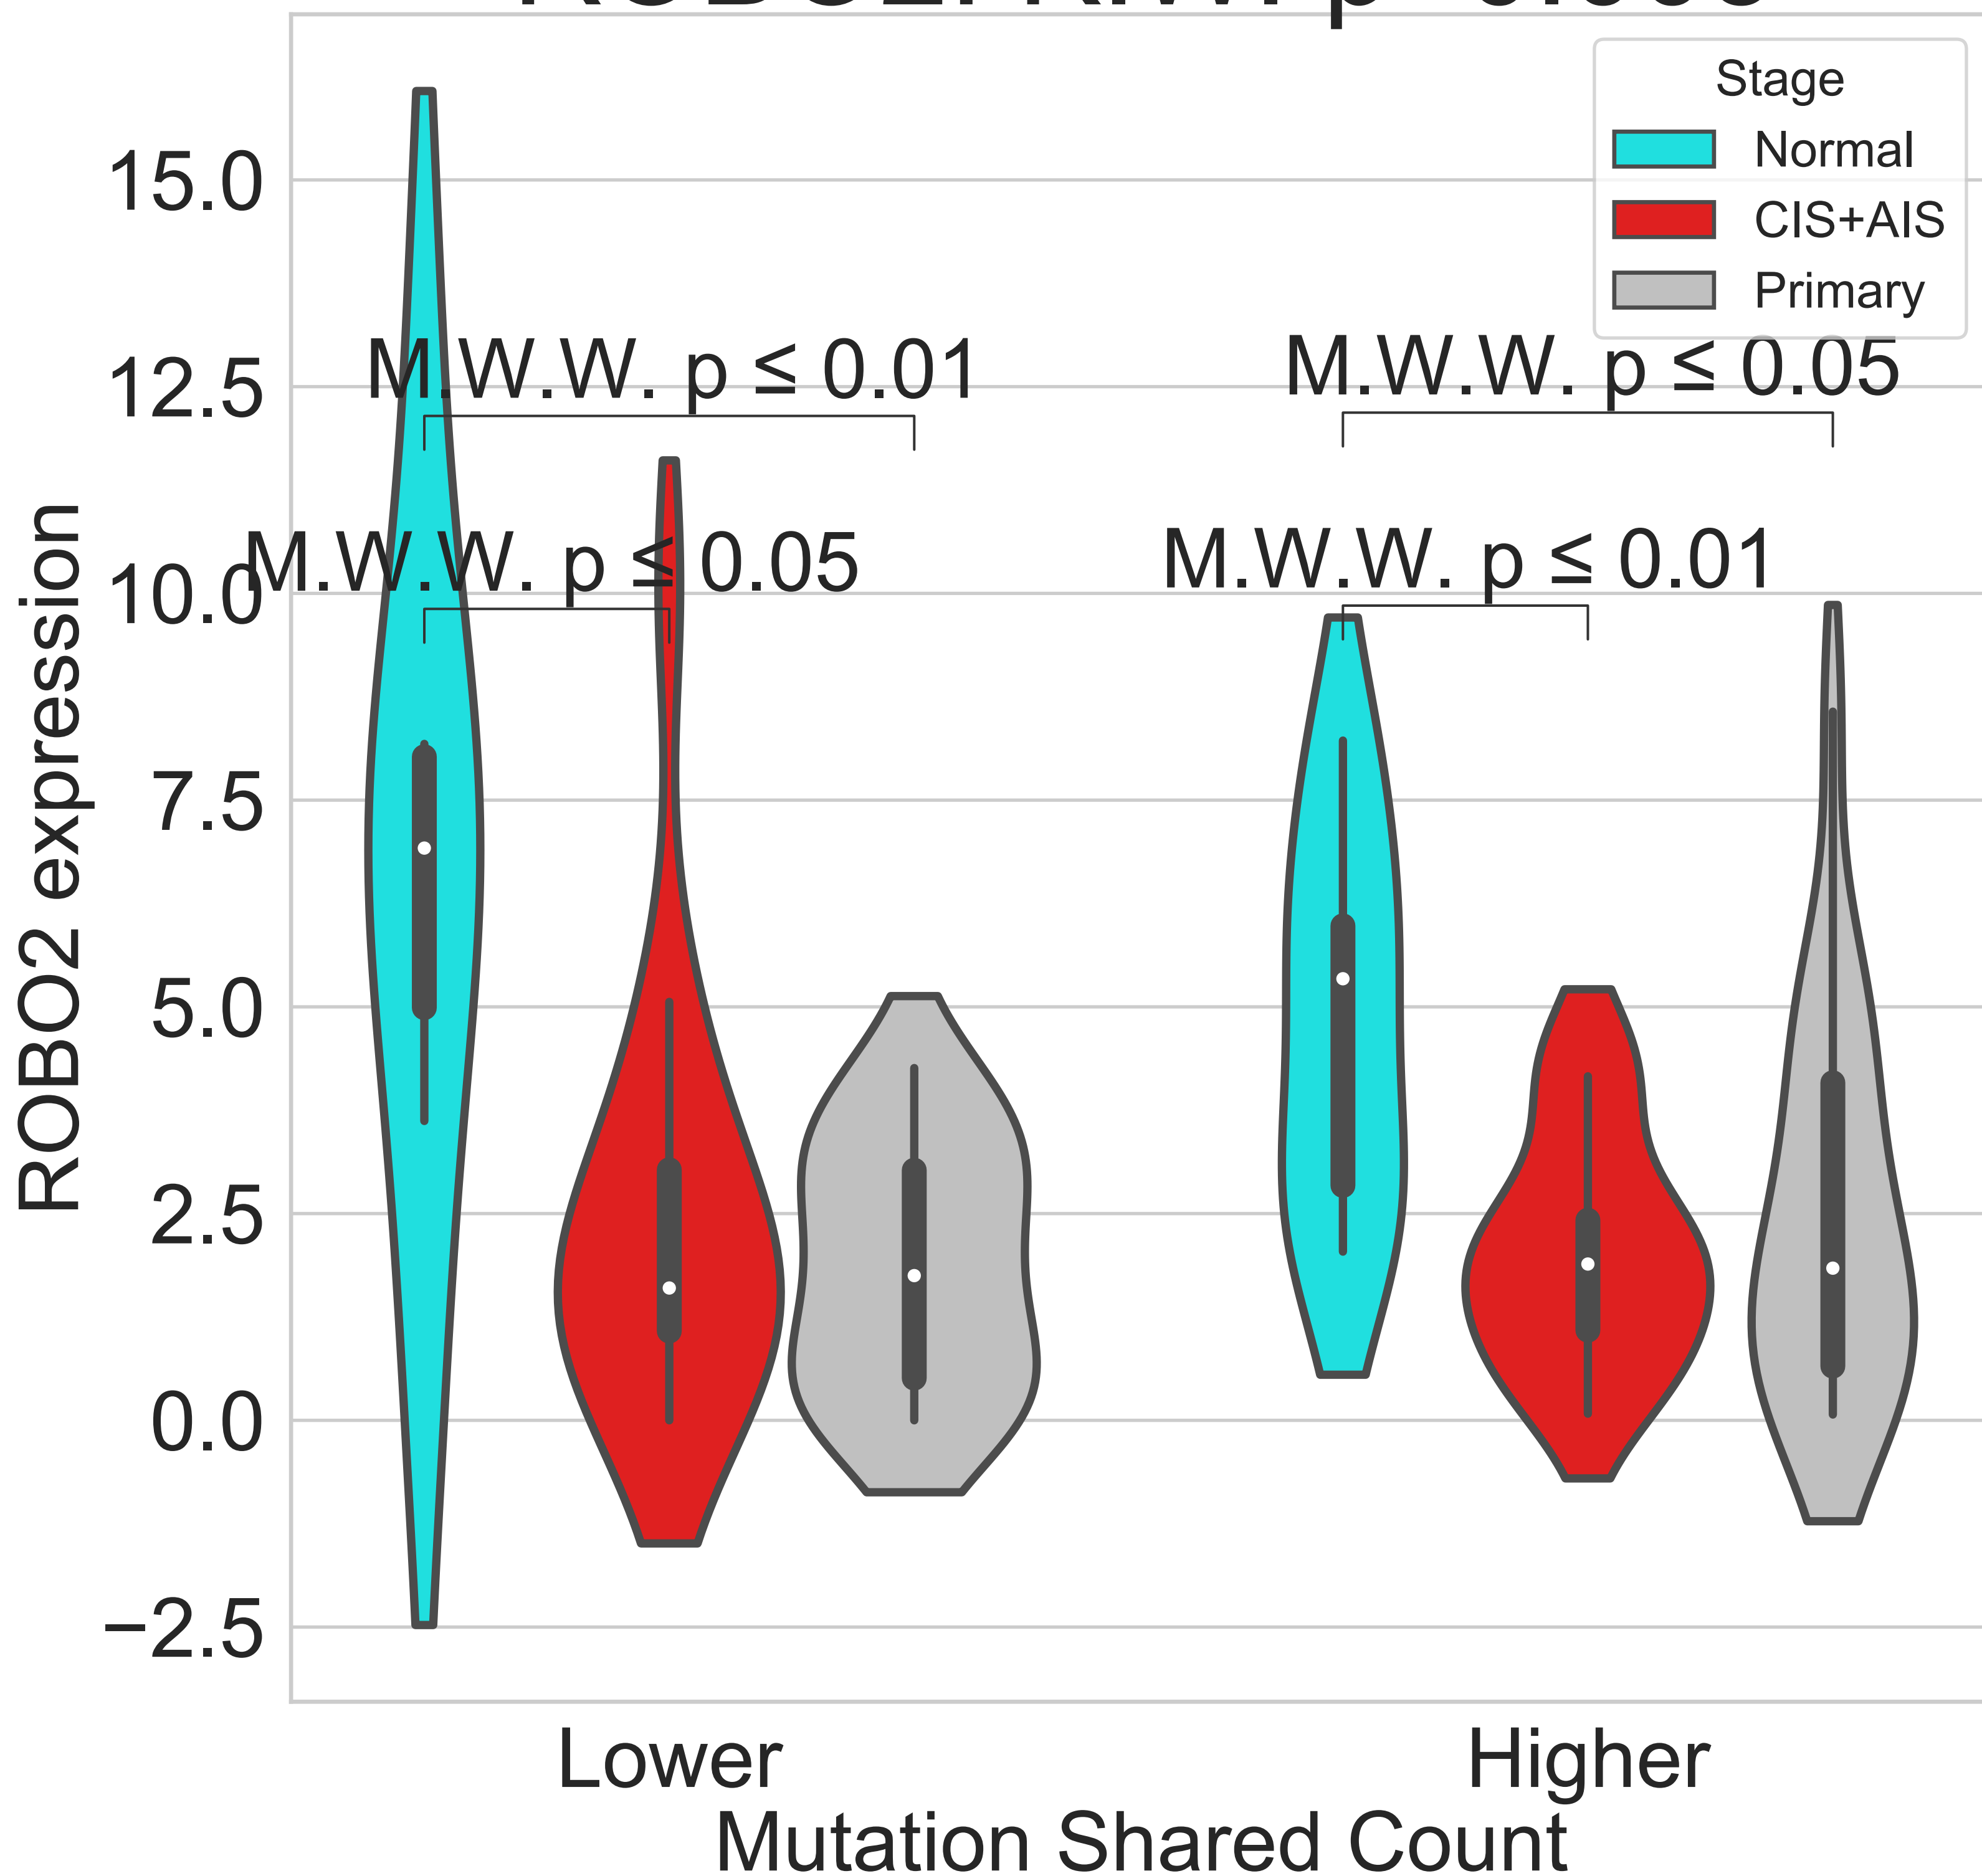 Stage
Normal
CIS+AIS
Primary
15.0
12.5
10.0
7.5
5.0
2.5
0.0
−2.5
ROBO2 expression
M.W.W. p ≤ 0.01
M.W.W. p ≤ 0.05
M.W.W. p ≤ 0.05
M.W.W. p ≤ 0.01
Lower
Higher
Mutation Shared Count